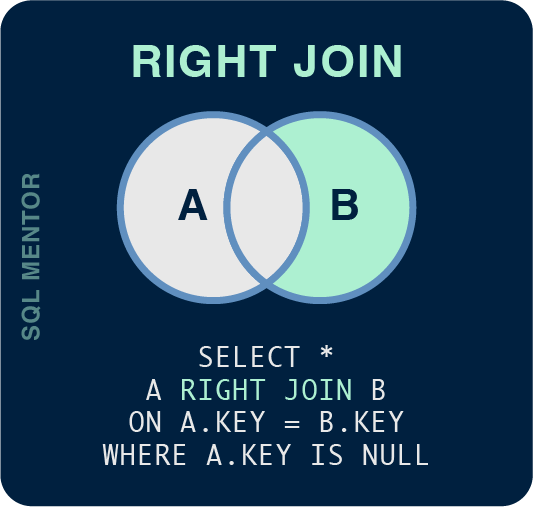 RIGHT JOIN
A
B
SQL MENTOR
SELECT *
A RIGHT JOIN B
ON A.KEY = B.KEY
WHERE A.KEY IS NULL